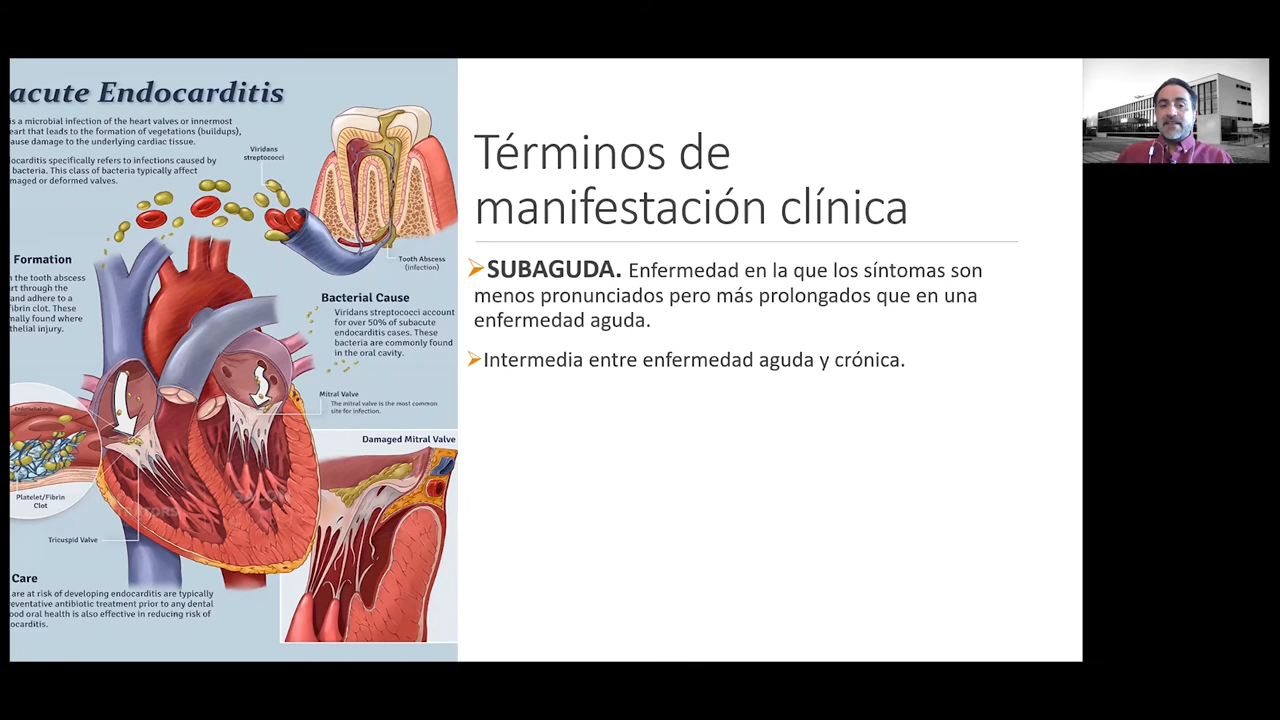 acute Endocarditis
is a microbial infection of the heart valves or innermost
eart that leads to the formation of vegetations (buildups),
ause damage to the underlying cardiac tissue.
ocarditis specifically refers to infections caused by
bacteria. This class of bacteria typically affect
maged or deformed valves.
Viridans
streptococci
Tooth Abscess
(infection)
Formation
n the tooth abscess
rt through the
and adhere to a
fibrin clot. These
mally found where
thelial injury.
Bacterial Cause
Viridans streptococci account
for over 50% of subacute
endocarditis cases. These
bacteria are commonly found
in the oral cavity.
Mitral Valve
The mitral valve is the most common
site for infection.
Damaged Mitral Valve
Platelet/Fibrin
Clot
Tricuspid Valve
Care
are at risk of developing endocarditis are typically
reventative antibiotic treatment prior to any dental
ood oral health is also effective in reducing risk of
ocarditis.
Términos de
manifestación clínica
SUBAGUDA. Enfermedad en la que los síntomas son
menos pronunciados pero más prolongados que en una
enfermedad aguda.
Intermedia entre enfermedad aguda y crónica.